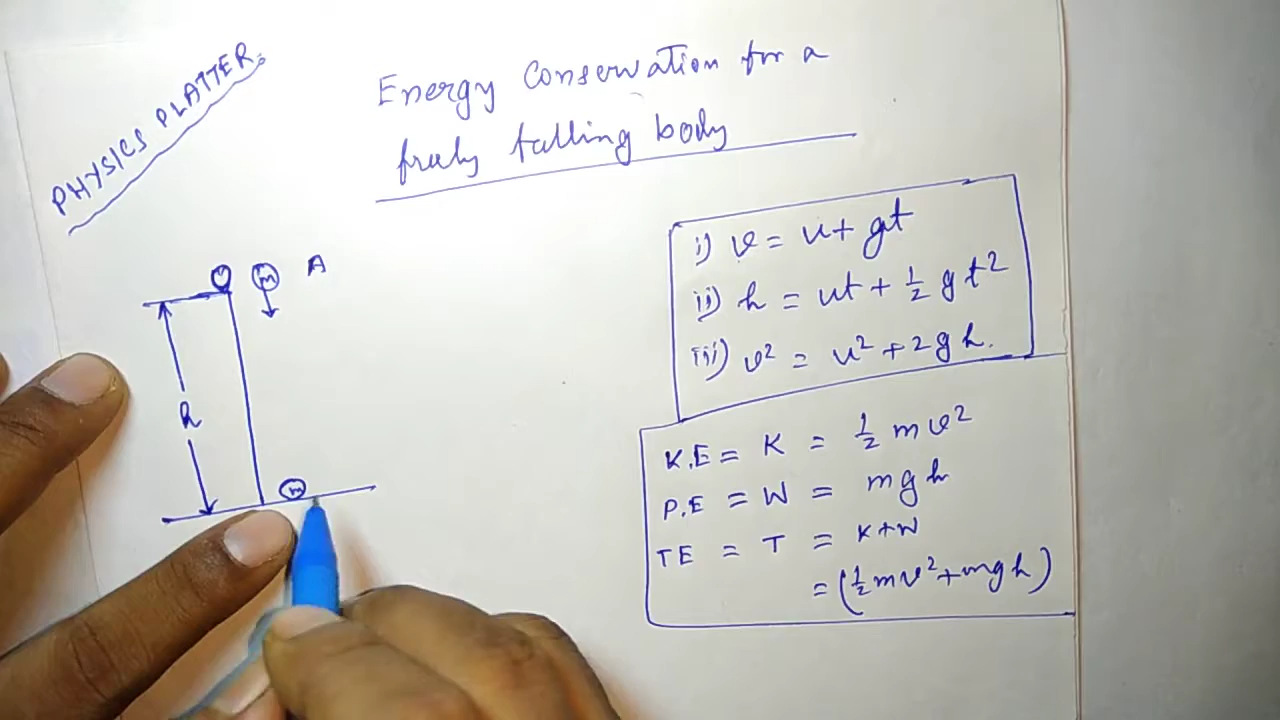 PHYSICS PLATTER:
Energy Conservation for a
freely falling body
m A
h
m
i) v = u + gt
ii) h = ut + 1/2 gt²
iii) v² = u² + 2gh.
K.E = K = 1/2 mv²
P.E = W = mgh
TE = T = K+W
= (1/2 mv² + mgh)